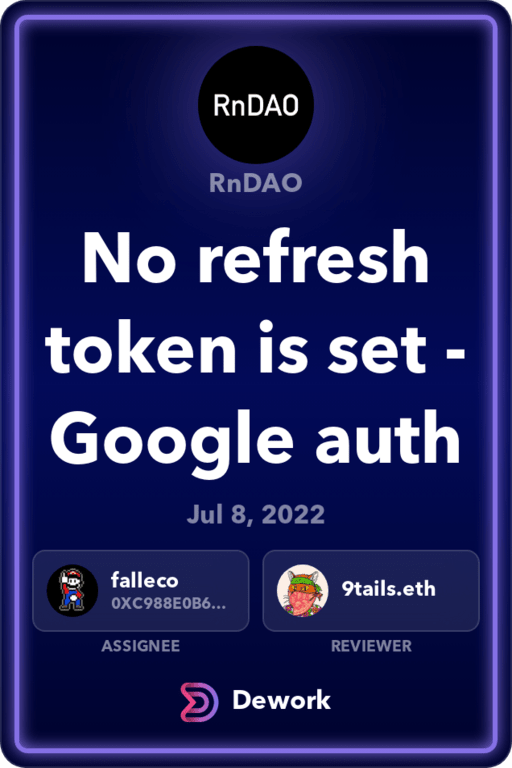 RnDAO
RnDAO
No refresh
token is set -
Google auth
Jul 8, 2022
falleco
0XC988E0B6...
ASSIGNEE
9tails.eth
REVIEWER
Dework